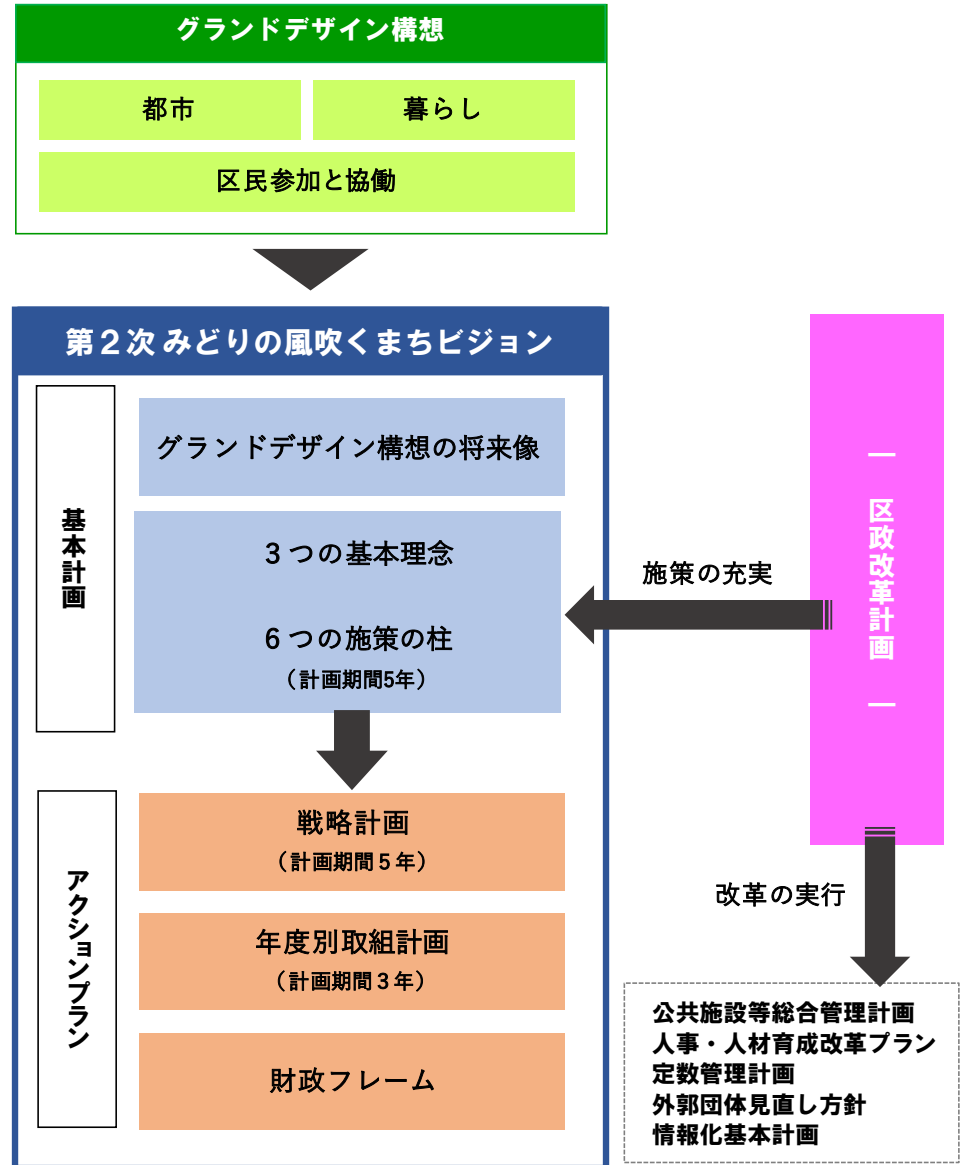 グランドデザイン構想
都市
暮らし
区民参加と協働
第２次 みどりの風吹くまちビジョン
基本計画
グランドデザイン構想の将来像
３つの基本理念
６つの施策の柱
（計画期間5年）
施策の充実
― 区政改革計画 ―
アクションプラン
戦略計画
（計画期間５年）
年度別取組計画
（計画期間３年）
財政フレーム
改革の実行
公共施設等総合管理計画
人事・人材育成改革プラン
定数管理計画
外郭団体見直し方針
情報化基本計画